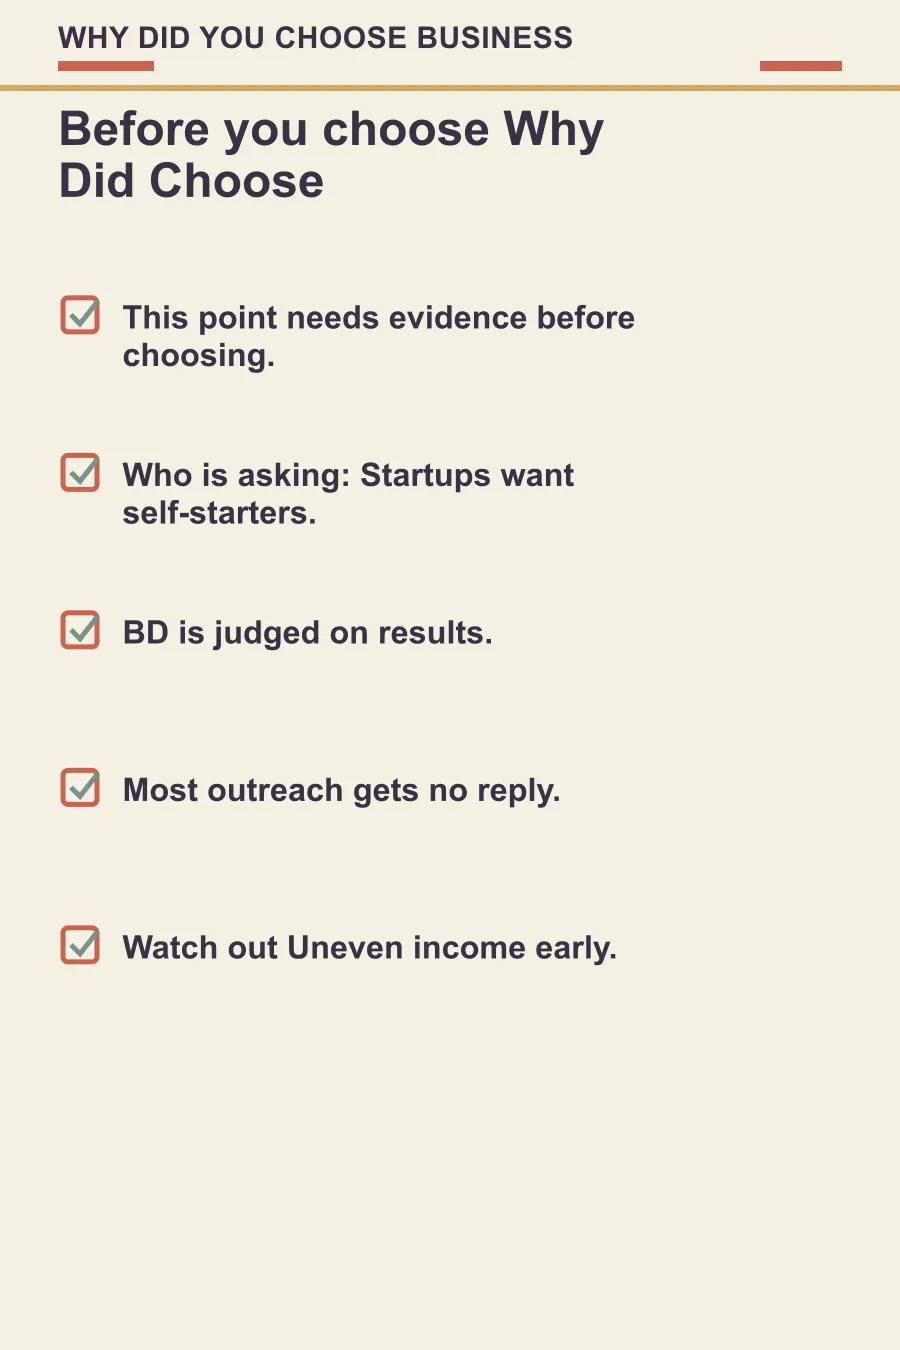 WHY DID YOU CHOOSE BUSINESS
Before you choose Why
Did Choose
This point needs evidence before
choosing.
Who is asking: Startups want
self-starters.
BD is judged on results.
Most outreach gets no reply.
Watch out Uneven income early.